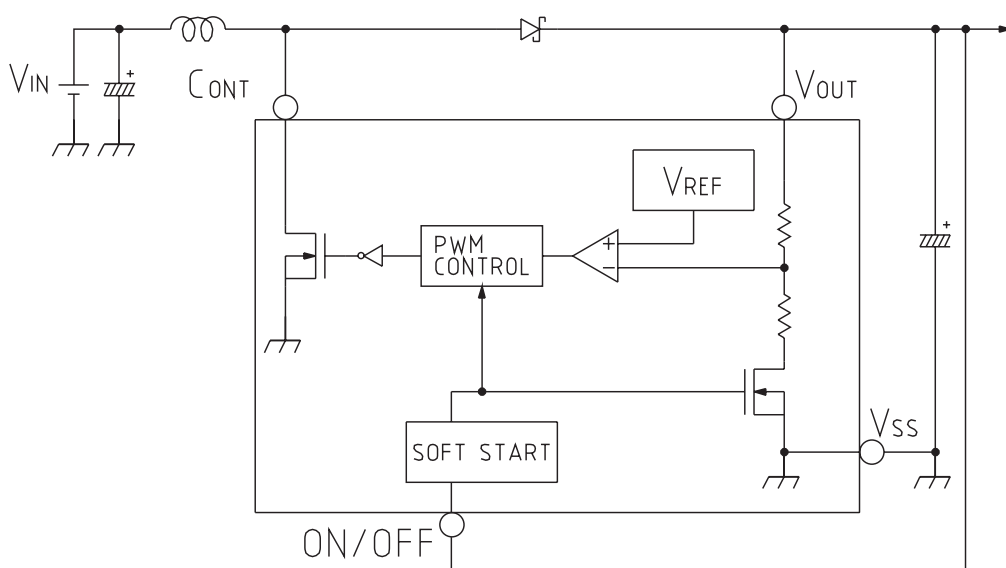 VIN
CONT
VOUT
VREF
+
+
PWM
CONTROL
+
−
+
SOFT START
VSS
ON/OFF